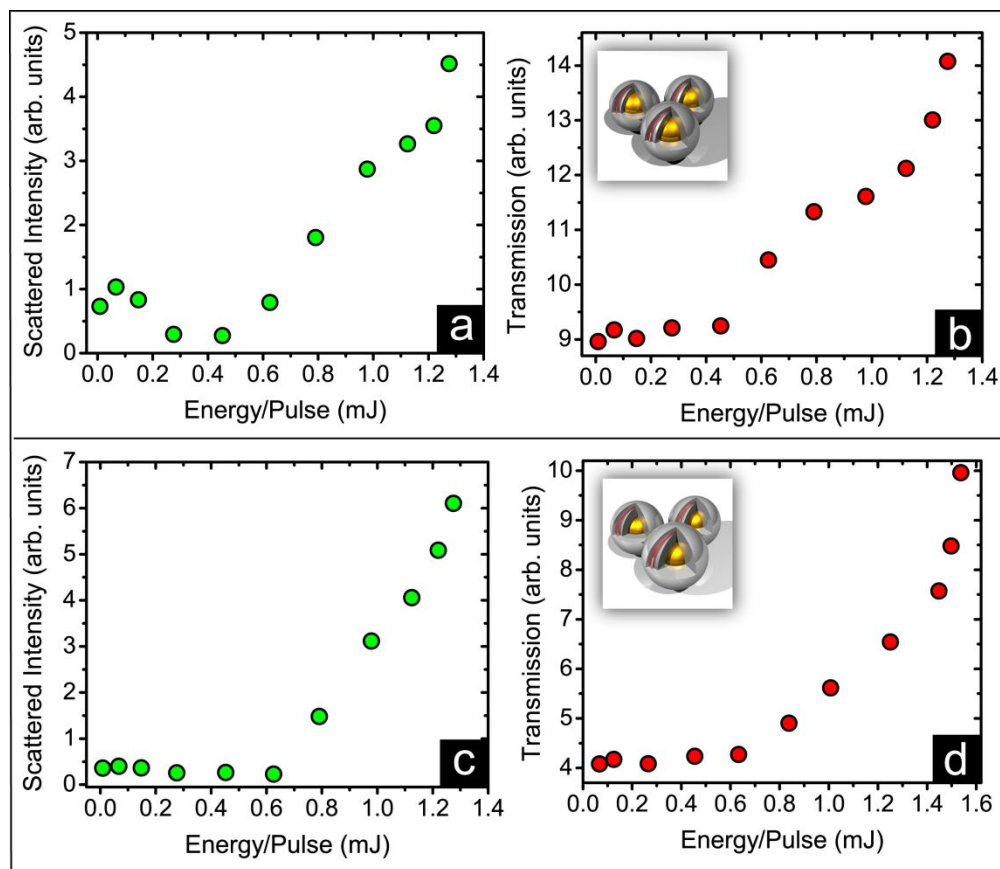 Scattered Intensity (arb. units)
5
4
3
2
1
0
0.0 0.2 0.4 0.6 0.8 1.0 1.2 1.4
Energy/Pulse (mJ)
a
Transmission (arb. units)
14
13
12
11
10
9
0.0 0.2 0.4 0.6 0.8 1.0 1.2 1.4
Energy/Pulse (mJ)
b
Scattered Intensity (arb. units)
7
6
5
4
3
2
1
0
0.0 0.2 0.4 0.6 0.8 1.0 1.2 1.4
Energy/Pulse (mJ)
c
Transmission (arb. units)
10
9
8
7
6
5
4
0.0 0.2 0.4 0.6 0.8 1.0 1.2 1.4 1.6
Energy/Pulse (mJ)
d